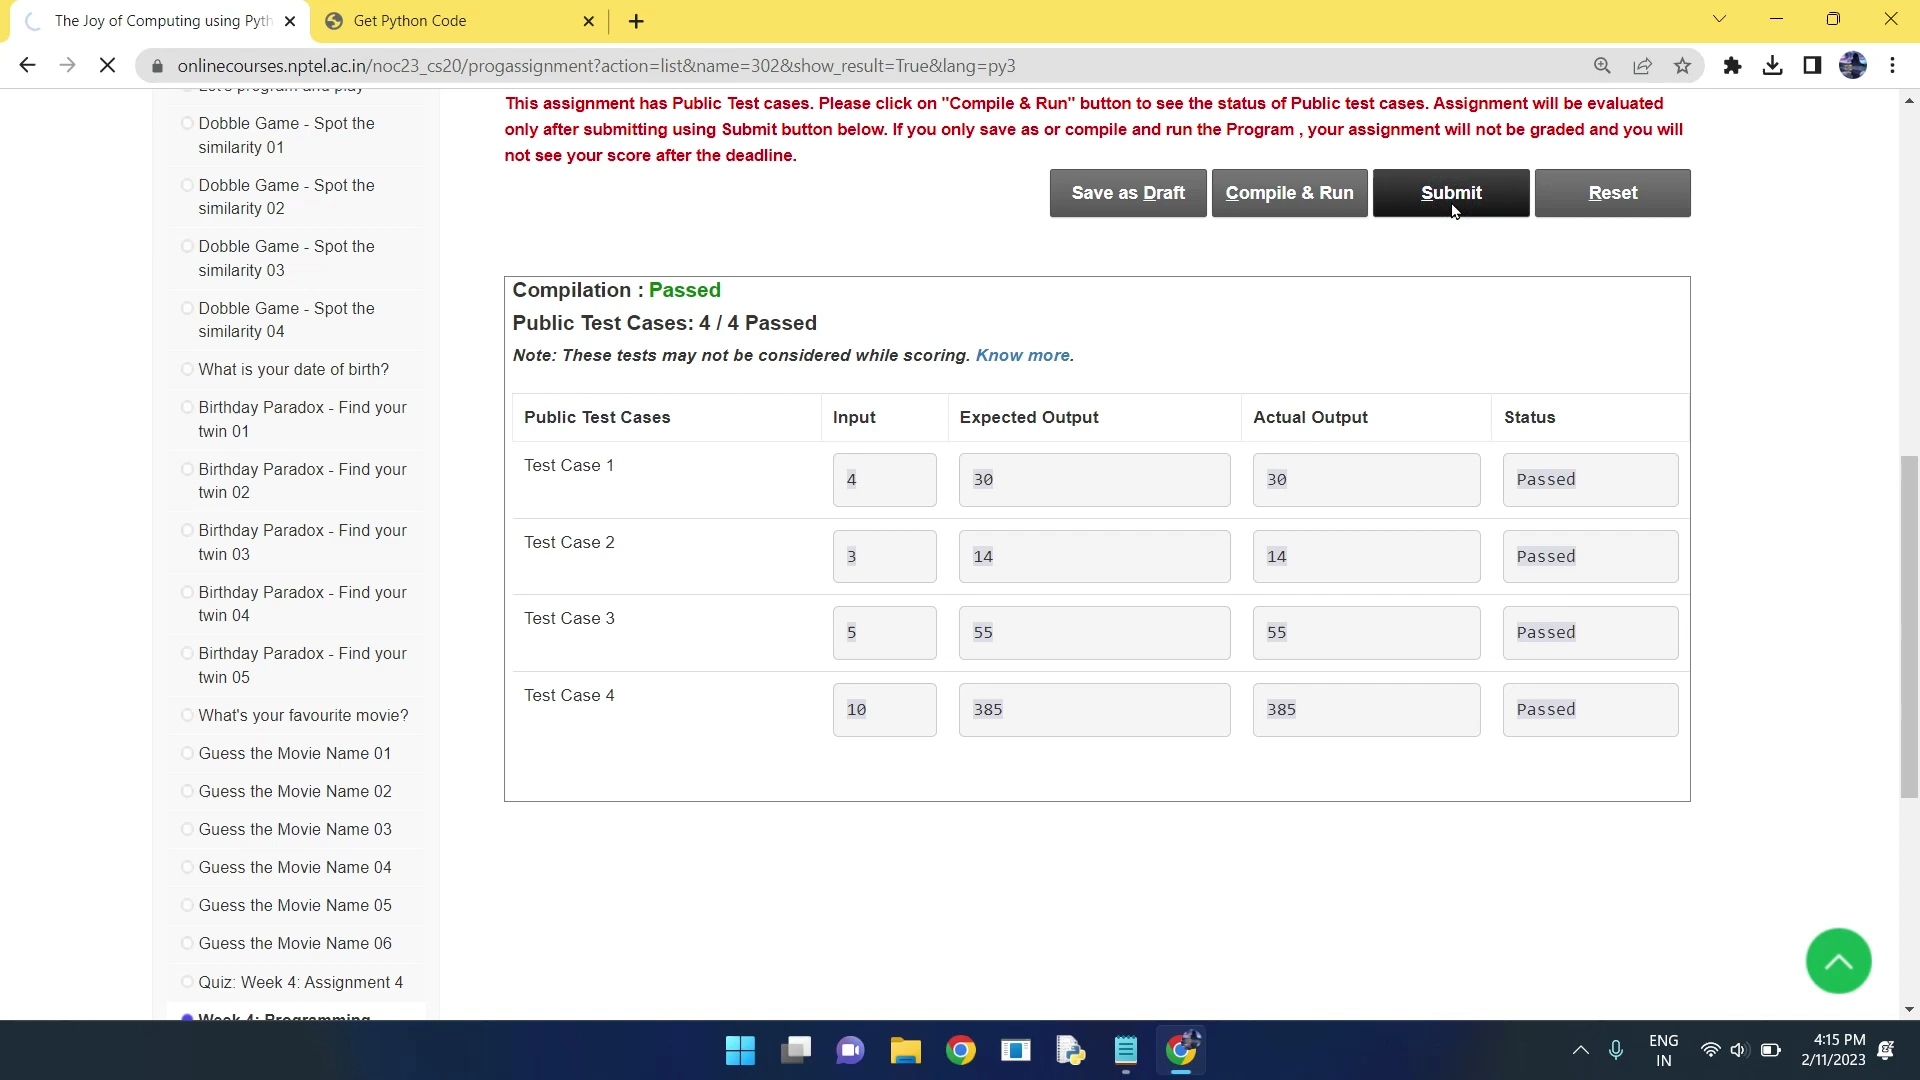 The Joy of Computing using Pyth
Get Python Code
onlinecourses.nptel.ac.in/noc23_cs20/progassignment?action=list&name=302&show_result=True&lang=py3
Let's program and play
Dobble Game - Spot the
similarity 01
Dobble Game - Spot the
similarity 02
Dobble Game - Spot the
similarity 03
Dobble Game - Spot the
similarity 04
What is your date of birth?
Birthday Paradox - Find your
twin 01
Birthday Paradox - Find your
twin 02
Birthday Paradox - Find your
twin 03
Birthday Paradox - Find your
twin 04
Birthday Paradox - Find your
twin 05
What's your favourite movie?
Guess the Movie Name 01
Guess the Movie Name 02
Guess the Movie Name 03
Guess the Movie Name 04
Guess the Movie Name 05
Guess the Movie Name 06
Quiz: Week 4: Assignment 4
Week 4: Programming
This assignment has Public Test cases. Please click on "Compile & Run" button to see the status of Public test cases. Assignment will be evaluated
only after submitting using Submit button below. If you only save as or compile and run the Program , your assignment will not be graded and you will
not see your score after the deadline.
Save as Draft Compile & Run Submit Reset
Compilation : Passed
Public Test Cases: 4 / 4 Passed
Note: These tests may not be considered while scoring. Know more.
Public Test Cases Input Expected Output Actual Output Status
Test Case 1 4 30 30 Passed
Test Case 2 3 14 14 Passed
Test Case 3 5 55 55 Passed
Test Case 4 10 385 385 Passed
ENG
IN
4:15 PM
2/11/2023